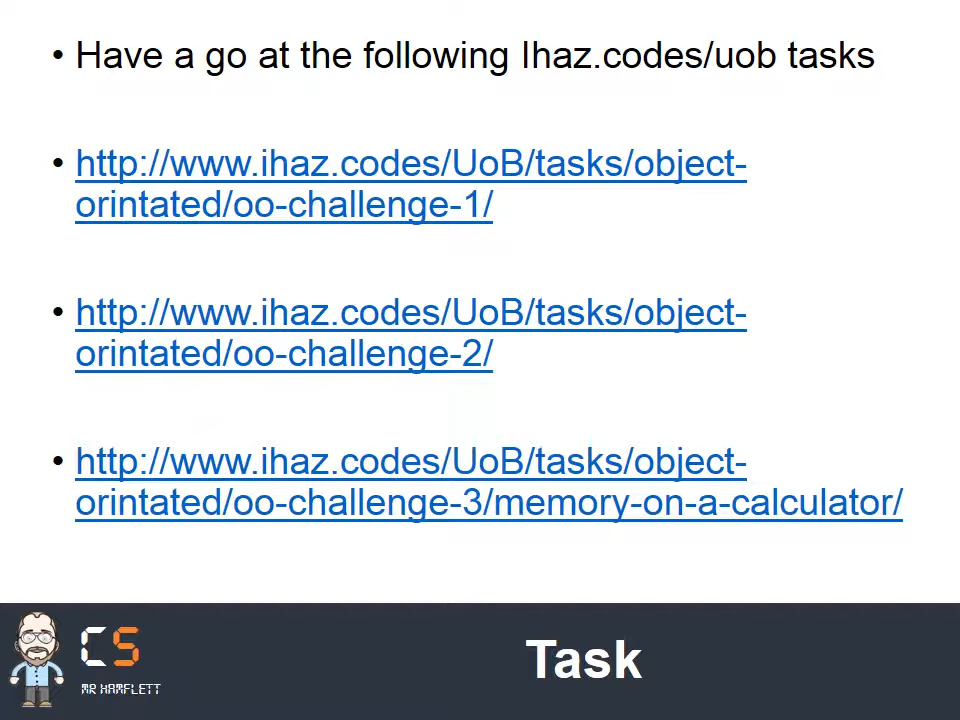 • Have a go at the following Ihaz.codes/uob tasks
• http://www.ihaz.codes/UoB/tasks/object-
orintated/oo-challenge-1/
• http://www.ihaz.codes/UoB/tasks/object-
orintated/oo-challenge-2/
• http://www.ihaz.codes/UoB/tasks/object-
orintated/oo-challenge-3/memory-on-a-calculator/
CS
MR HAMFLETT
Task